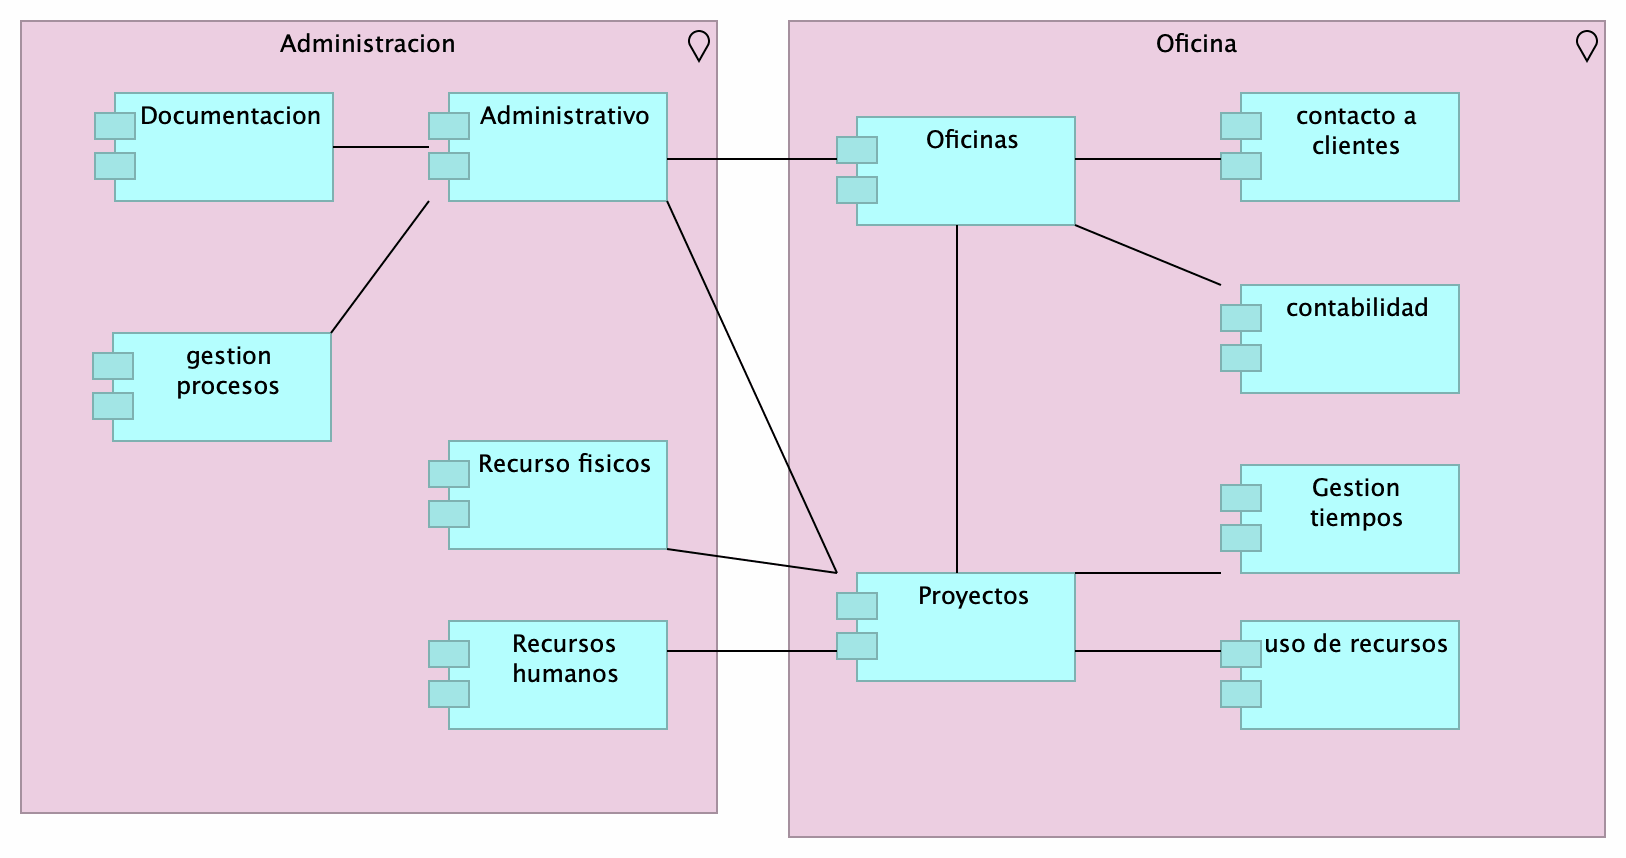 Administracion
Documentacion
Administrativo
gestion
procesos
Recurso fisicos
Recursos
humanos
Oficina
Oficinas
contacto a
clientes
contabilidad
Gestion
tiempos
Proyectos
uso de recursos